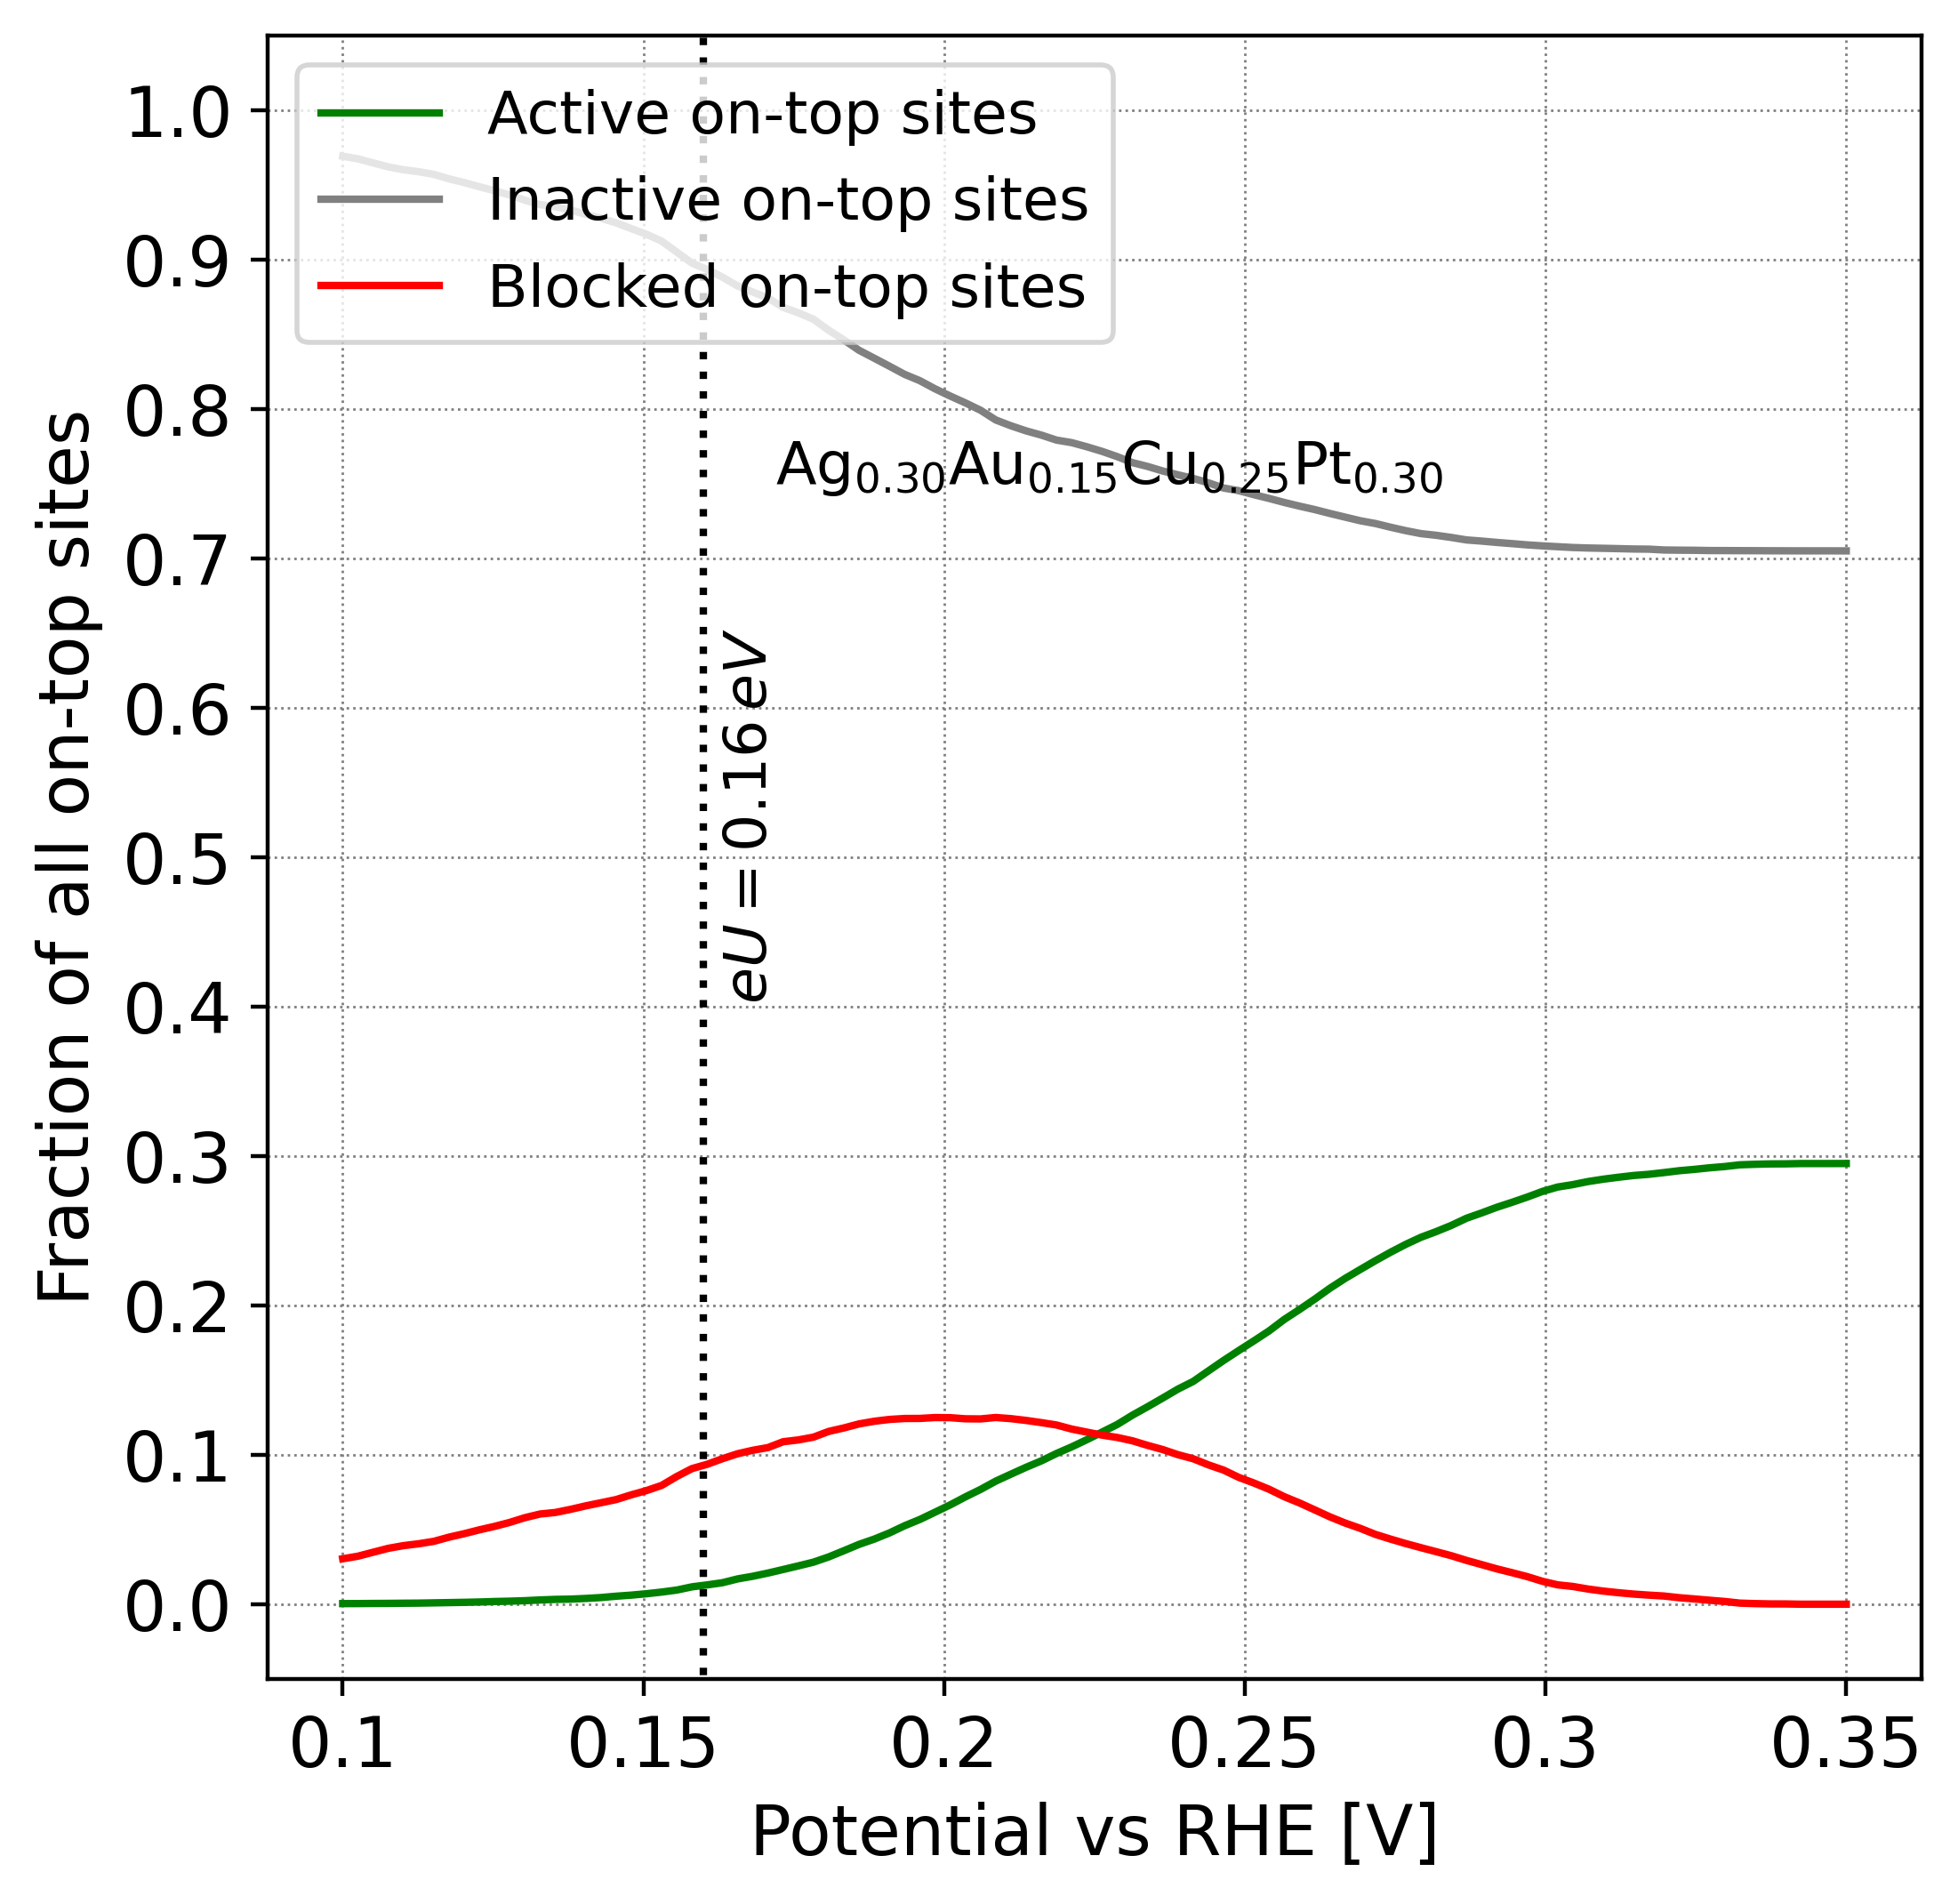 Active on-top sites
Inactive on-top sites
Blocked on-top sites
Ag0.30Au0.15Cu0.25Pt0.30
eU = 0.16 eV
Fraction of all on-top sites
1.0
0.9
0.8
0.7
0.6
0.5
0.4
0.3
0.2
0.1
0.0
0.1 0.15 0.2 0.25 0.3 0.35
Potential vs RHE [V]